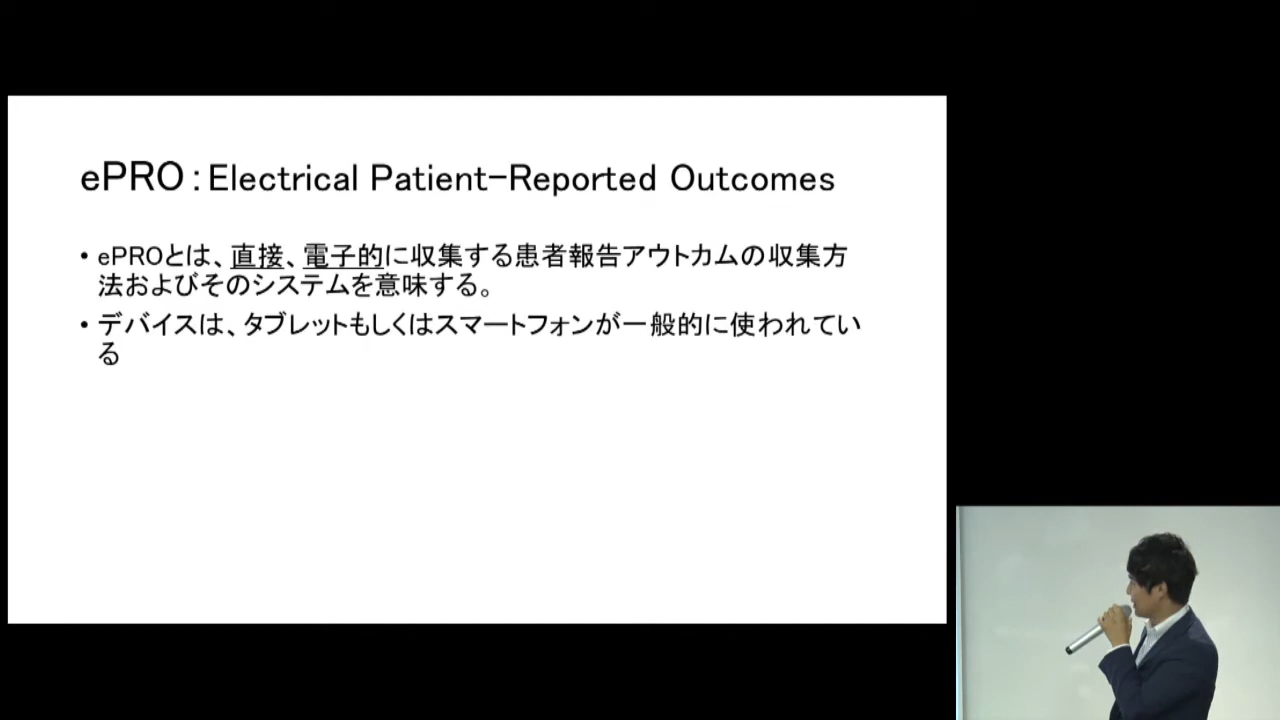 ePRO：Electrical Patient-Reported Outcomes
• ePROとは、直接、電子的に収集する患者報告アウトカムの収集方
法およびそのシステムを意味する。
• デバイスは、タブレットもしくはスマートフォンが一般的に使われてい
る